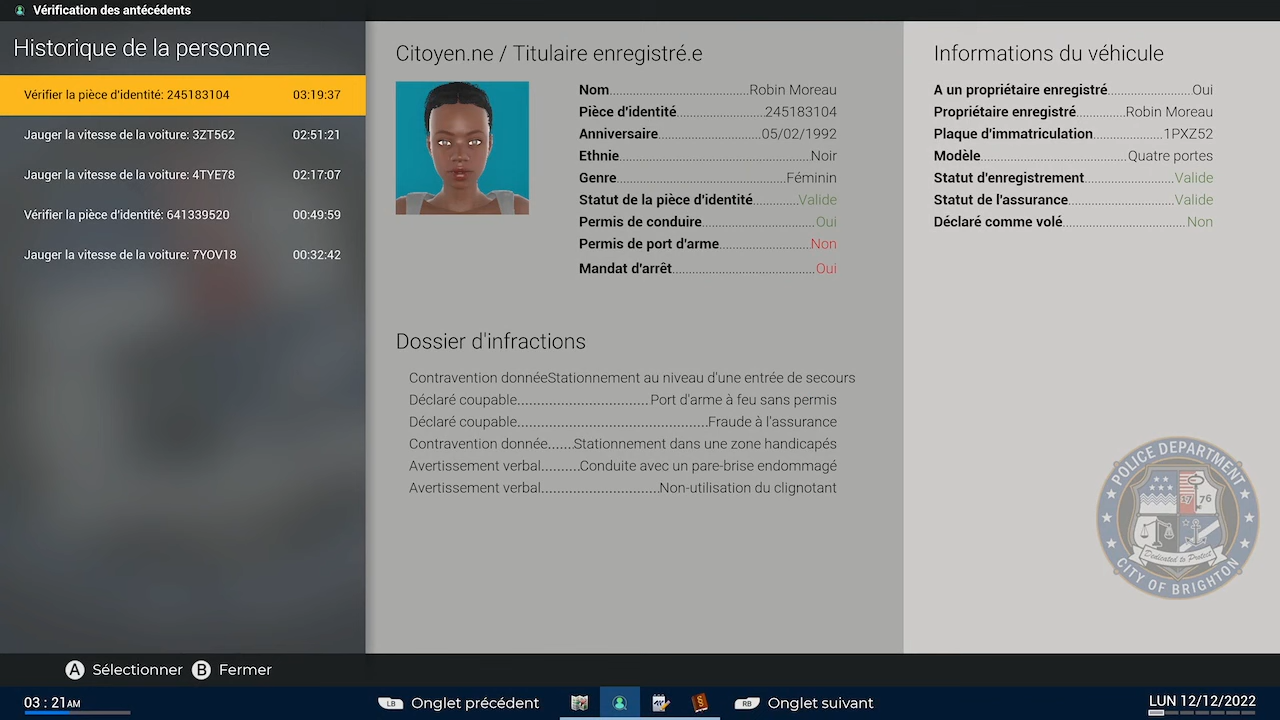 Vérification des antécédents
Historique de la personne
Vérifier la pièce d'identité: 245183104 03:19:37
Jauger la vitesse de la voiture: 3ZT562 02:51:21
Jauger la vitesse de la voiture: 4TYE78 02:17:07
Vérifier la pièce d'identité: 641339520 00:49:59
Jauger la vitesse de la voiture: 7YOV18 00:32:42
Citoyen.ne / Titulaire enregistré.e
Nom Robin Moreau
Pièce d'identité 245183104
Anniversaire 05/02/1992
Ethnie Noir
Genre Féminin
Statut de la pièce d'identité Valide
Permis de conduire Oui
Permis de port d'arme Non
Mandat d'arrêt Oui
Dossier d'infractions
Contravention donnéeStationnement au niveau d'une entrée de secours
Déclaré coupable Port d'arme à feu sans permis
Déclaré coupable Fraude à l'assurance
Contravention donnée Stationnement dans une zone handicapés
Avertissement verbal Conduite avec un pare-brise endommagé
Avertissement verbal Non-utilisation du clignotant
Informations du véhicule
A un propriétaire enregistré Oui
Propriétaire enregistré Robin Moreau
Plaque d'immatriculation 1PXZ52
Modèle Quatre portes
Statut d'enregistrement Valide
Statut de l'assurance Valide
Déclaré comme volé Non
POLICE DEPARTMENT
17 76
Dedicated to Protect
CITY OF BRIGHTON
A Sélectionner B Fermer
03 : 21AM
LB Onglet précédent
RB Onglet suivant
LUN 12/12/2022